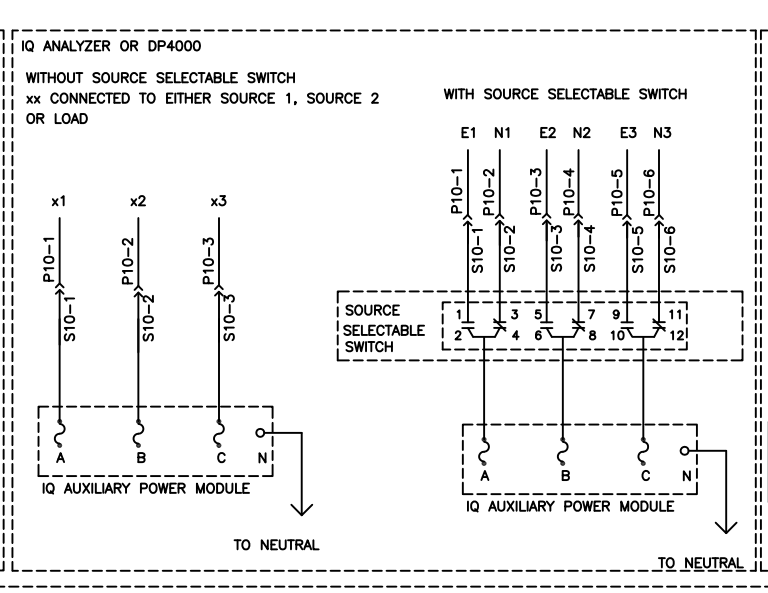 IQ ANALYZER OR DP4000
WITHOUT SOURCE SELECTABLE SWITCH
xx CONNECTED TO EITHER SOURCE 1, SOURCE 2
OR LOAD
x1 x2 x3
P10-1 P10-2 P10-3
S10-1 S10-2 S10-3
A B C N
IQ AUXILIARY POWER MODULE
TO NEUTRAL
WITH SOURCE SELECTABLE SWITCH
E1 N1 E2 N2 E3 N3
P10-1 P10-2 P10-3 P10-4 P10-5 P10-6
S10-1 S10-2 S10-3 S10-4 S10-5 S10-6
SOURCE
SELECTABLE
SWITCH
1 3 5 7 9 11
2 4 6 8 10 12
A B C N
IQ AUXILIARY POWER MODULE
TO NEUTRAL